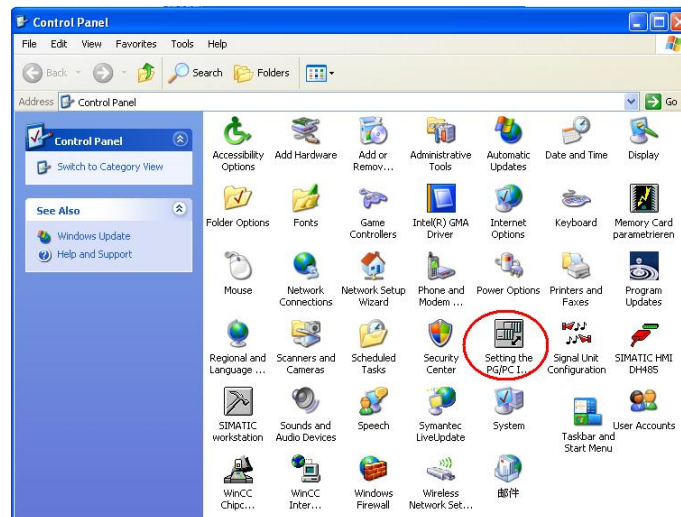 Control Panel
File Edit View Favorites Tools Help
Back Search Folders
Address Control Panel Go
Control Panel
Switch to Category View
See Also
Windows Update
Help and Support
Accessibility Options
Add Hardware
Add or Remov...
Administrative Tools
Automatic Updates
Date and Time
Display
Folder Options
Fonts
Game Controllers
Intel(R) GMA Driver
Internet Options
Keyboard
Memory Card parametrieren
Mouse
Network Connections
Network Setup Wizard
Phone and Modem ...
Power Options
Printers and Faxes
Program Updates
Regional and Language ...
Scanners and Cameras
Scheduled Tasks
Security Center
Setting the PG/PC I...
Signal Unit Configuration
SIMATIC HMI DH485
SIMATIC workstation
Sounds and Audio Devices
Speech
Symantec LiveUpdate
System
Taskbar and Start Menu
User Accounts
WinCC Chipc...
WinCC Inter...
Windows Firewall
Wireless Network Set...
邮件